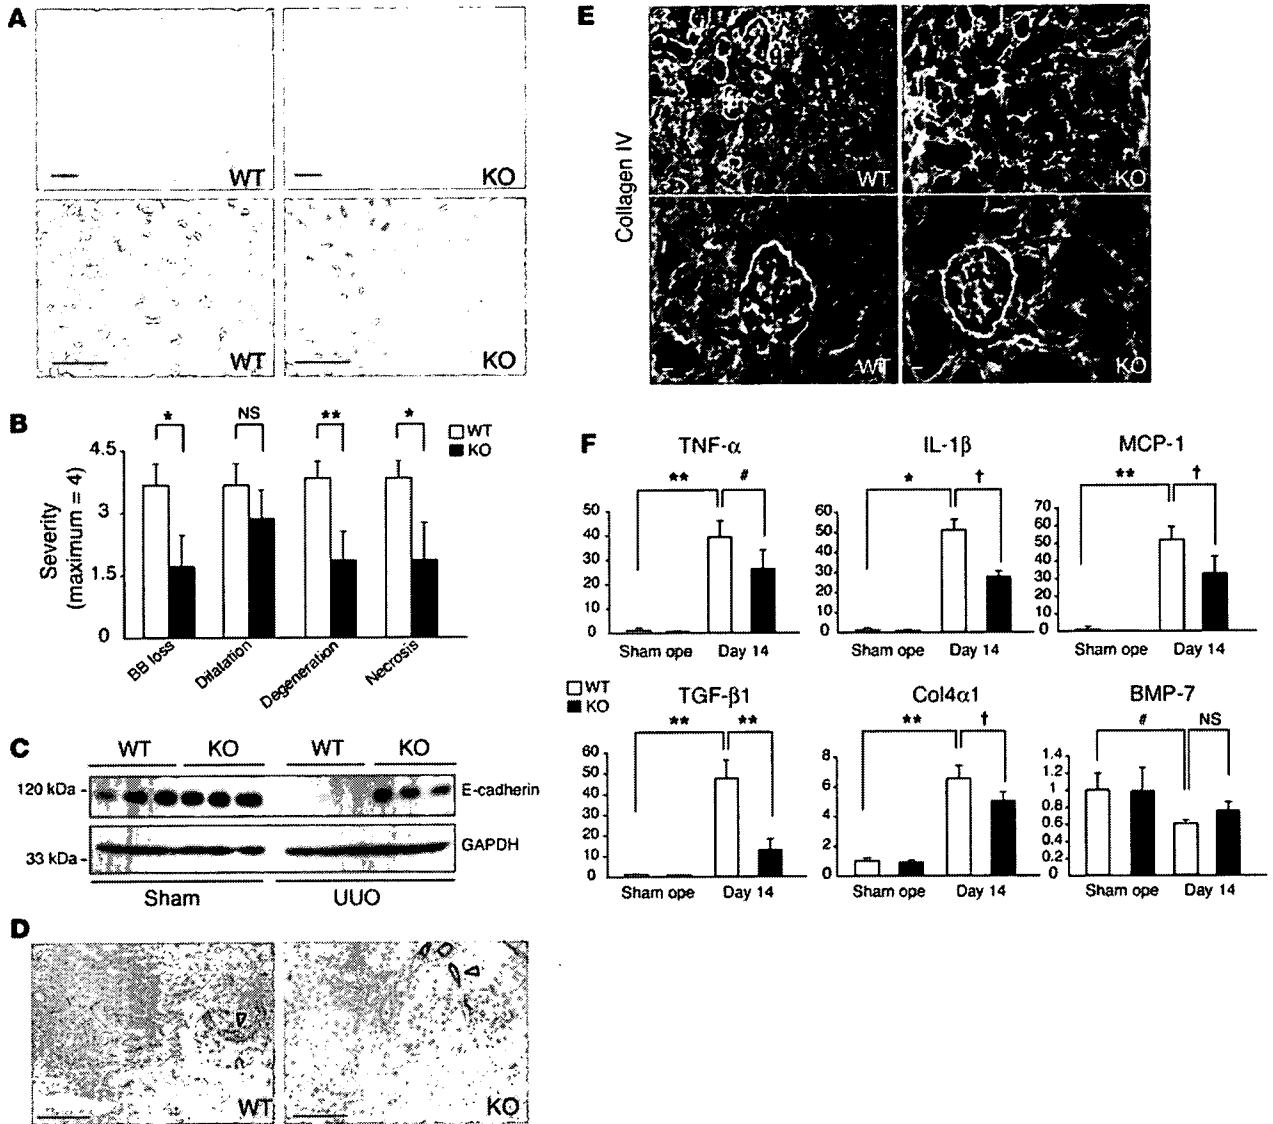 A
WT
KO
WT
KO
B
* NS ** *
WT
KO
Severity
(maximum = 4)
4.5
3
1.5
0
BB loss
Dilatation
Degeneration
Necrosis
C
WT KO WT KO
120 kDa
E-cadherin
33 kDa
GAPDH
Sham UUO
D
WT
KO
E
Collagen IV
WT
KO
WT
KO
F
TNF-α
** #
50
40
30
20
10
0
Sham ope Day 14
IL-1β
* †
60
50
40
30
20
10
0
Sham ope Day 14
MCP-1
** †
70
60
50
40
30
20
10
0
Sham ope Day 14
WT
KO
TGF-β1
** **
60
50
40
30
20
10
0
Sham ope Day 14
Col4α1
** †
8
6
4
2
0
Sham ope Day 14
BMP-7
# NS
1.4
1.2
1
0.8
0.6
0.4
0.2
0
Sham ope Day 14